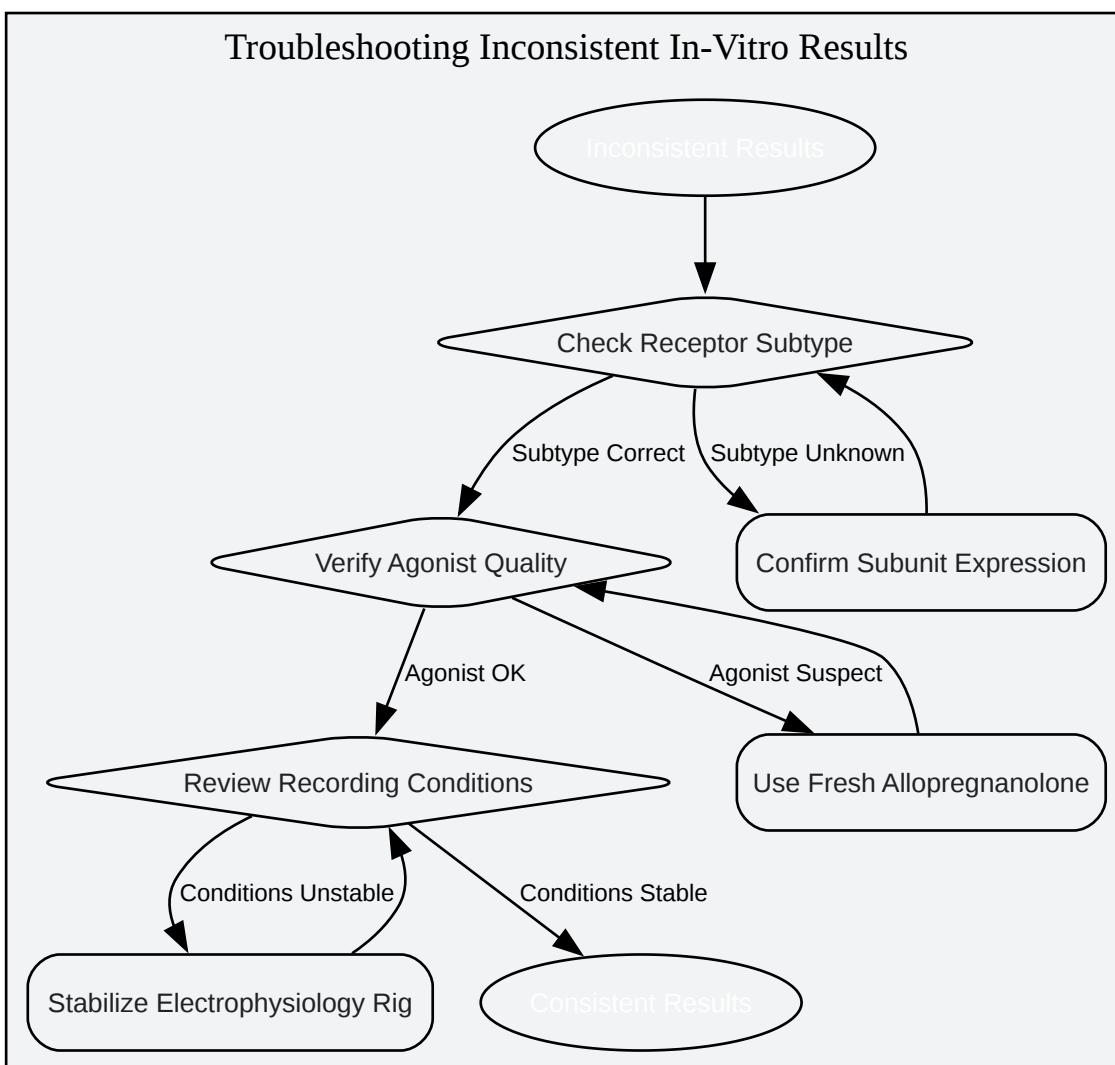 Troubleshooting Inconsistent In-Vitro Results
Inconsistent Results
Check Receptor Subtype
Subtype Correct
Subtype Unknown
Verify Agonist Quality
Confirm Subunit Expression
Agonist OK
Agonist Suspect
Review Recording Conditions
Use Fresh Allopregnanolone
Conditions Unstable
Conditions Stable
Stabilize Electrophysiology Rig
Consistent Results